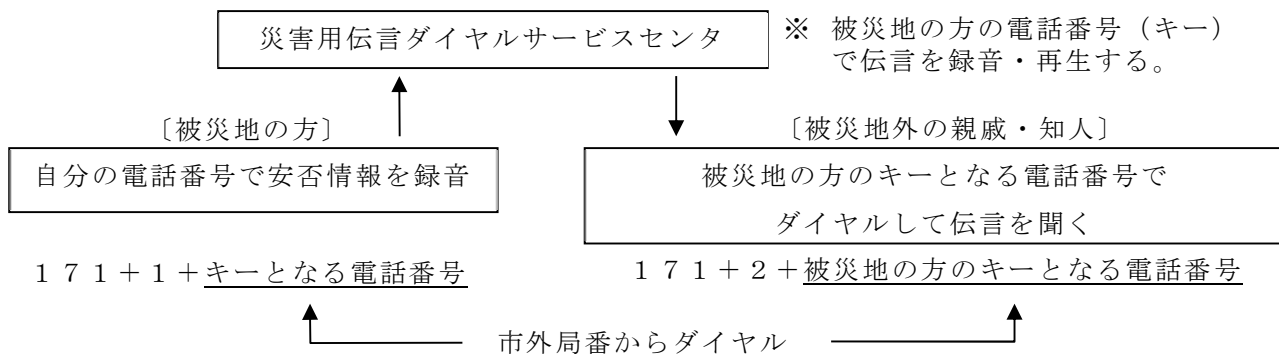 災害用伝言ダイヤルサービスセンタ
※ 被災地の方の電話番号(キー)
で伝言を録音・再生する。
〔被災地の方〕
自分の電話番号で安否情報を録音
171+1+キーとなる電話番号
〔被災地外の親戚・知人〕
被災地の方のキーとなる電話番号で
ダイヤルして伝言を聞く
171+2+被災地の方のキーとなる電話番号
市外局番からダイヤル